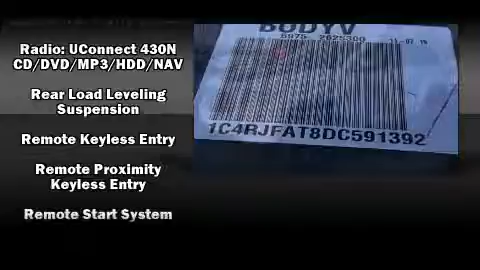 Radio: UConnect 430N
CD/DVD/MP3/HDD/NAV
Rear Load Leveling
Suspension
Remote Keyless Entry
Remote Proximity
Keyless Entry
Remote Start System
1C4RJFAT8DC591392